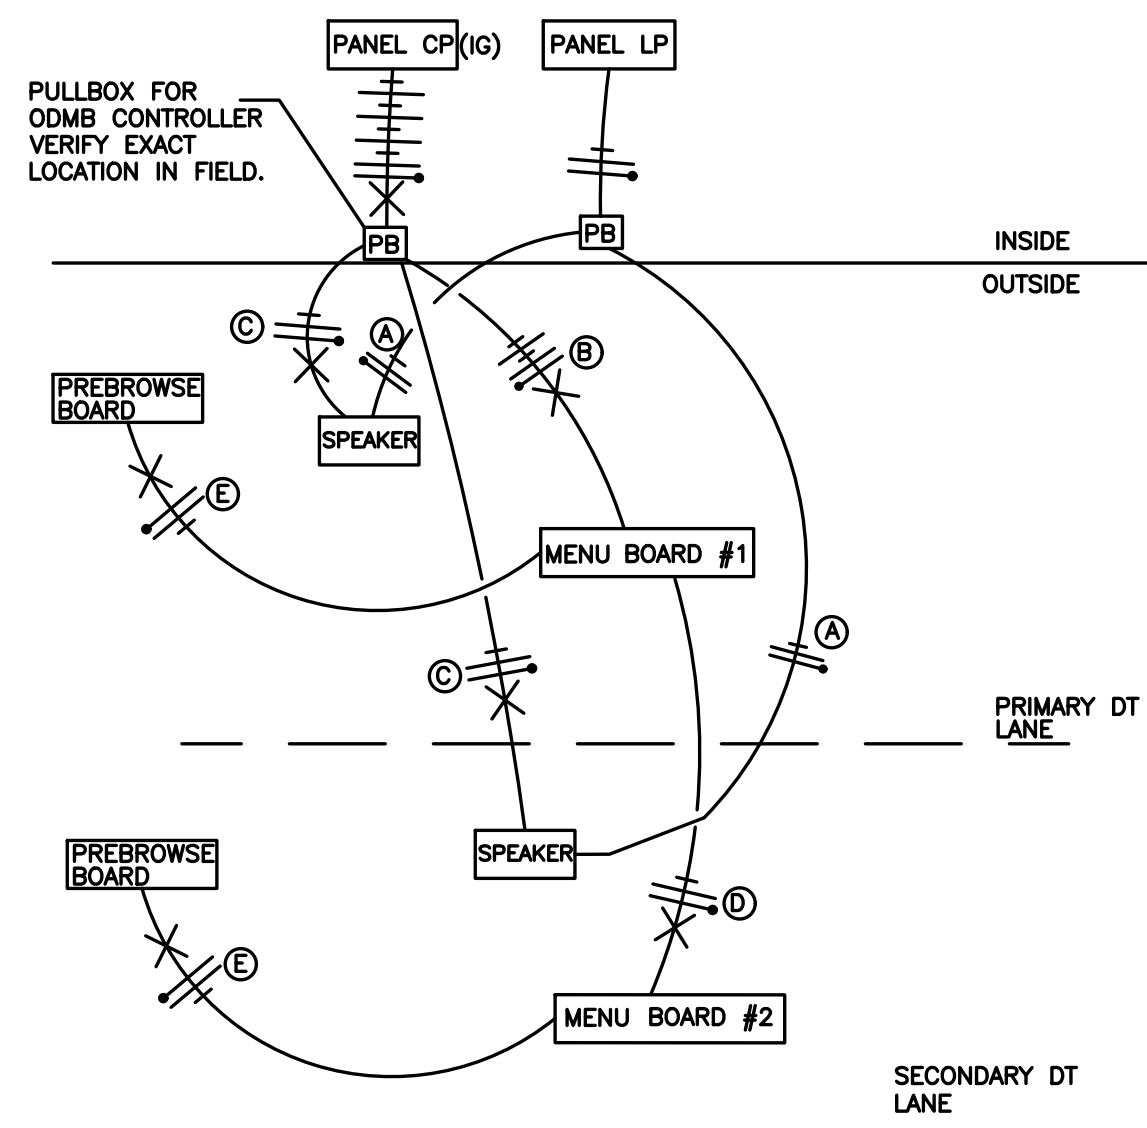 PANEL CP(IG)
PANEL LP
PULLBOX FOR
ODMB CONTROLLER
VERIFY EXACT
LOCATION IN FIELD.
PB
PB
INSIDE
OUTSIDE
C
A
B
PREBROWSE
BOARD
SPEAKER
E
MENU BOARD #1
A
C
PRIMARY DT
LANE
SPEAKER
PREBROWSE
BOARD
D
E
MENU BOARD #2
SECONDARY DT
LANE